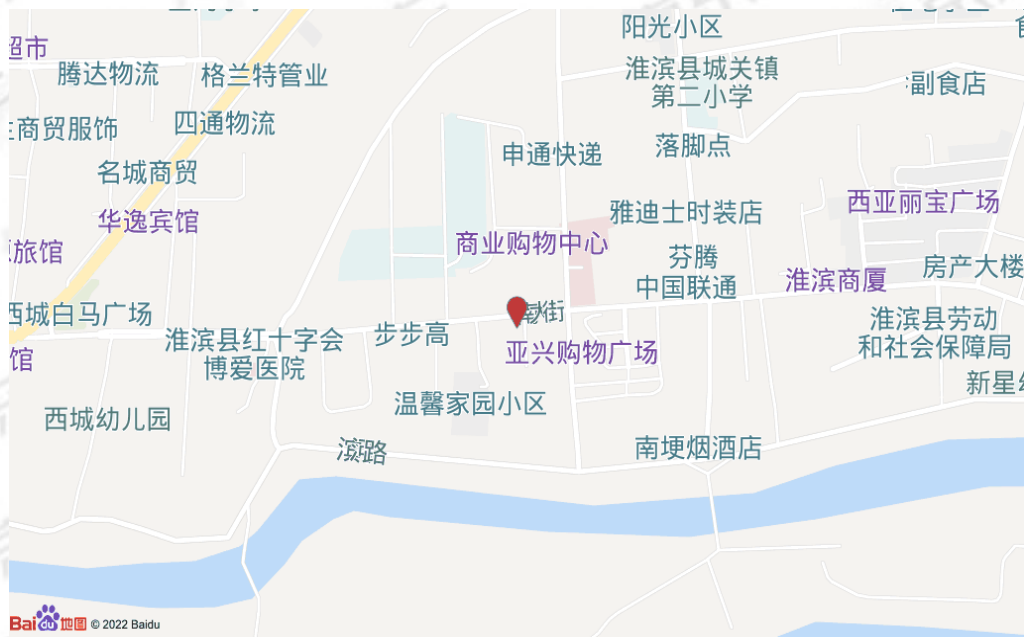 阳光小区
超市
腾达物流
格兰特管业
淮滨县城关镇
第二小学
副食店
商贸服饰
四通物流
申通快递
落脚点
名城商贸
华逸宾馆
雅迪士时装店
西亚丽宝广场
旅馆
商业购物中心
芬腾
中国联通
淮滨商厦
房产大楼
西城白马广场
街
淮滨县劳动
和社会保障局
淮滨县红十字会
博爱医院
步步高
亚兴购物广场
馆
新星
温馨家园小区
西城幼儿园
滨路
南埂烟酒店
Bai du 地图 © 2022 Baidu